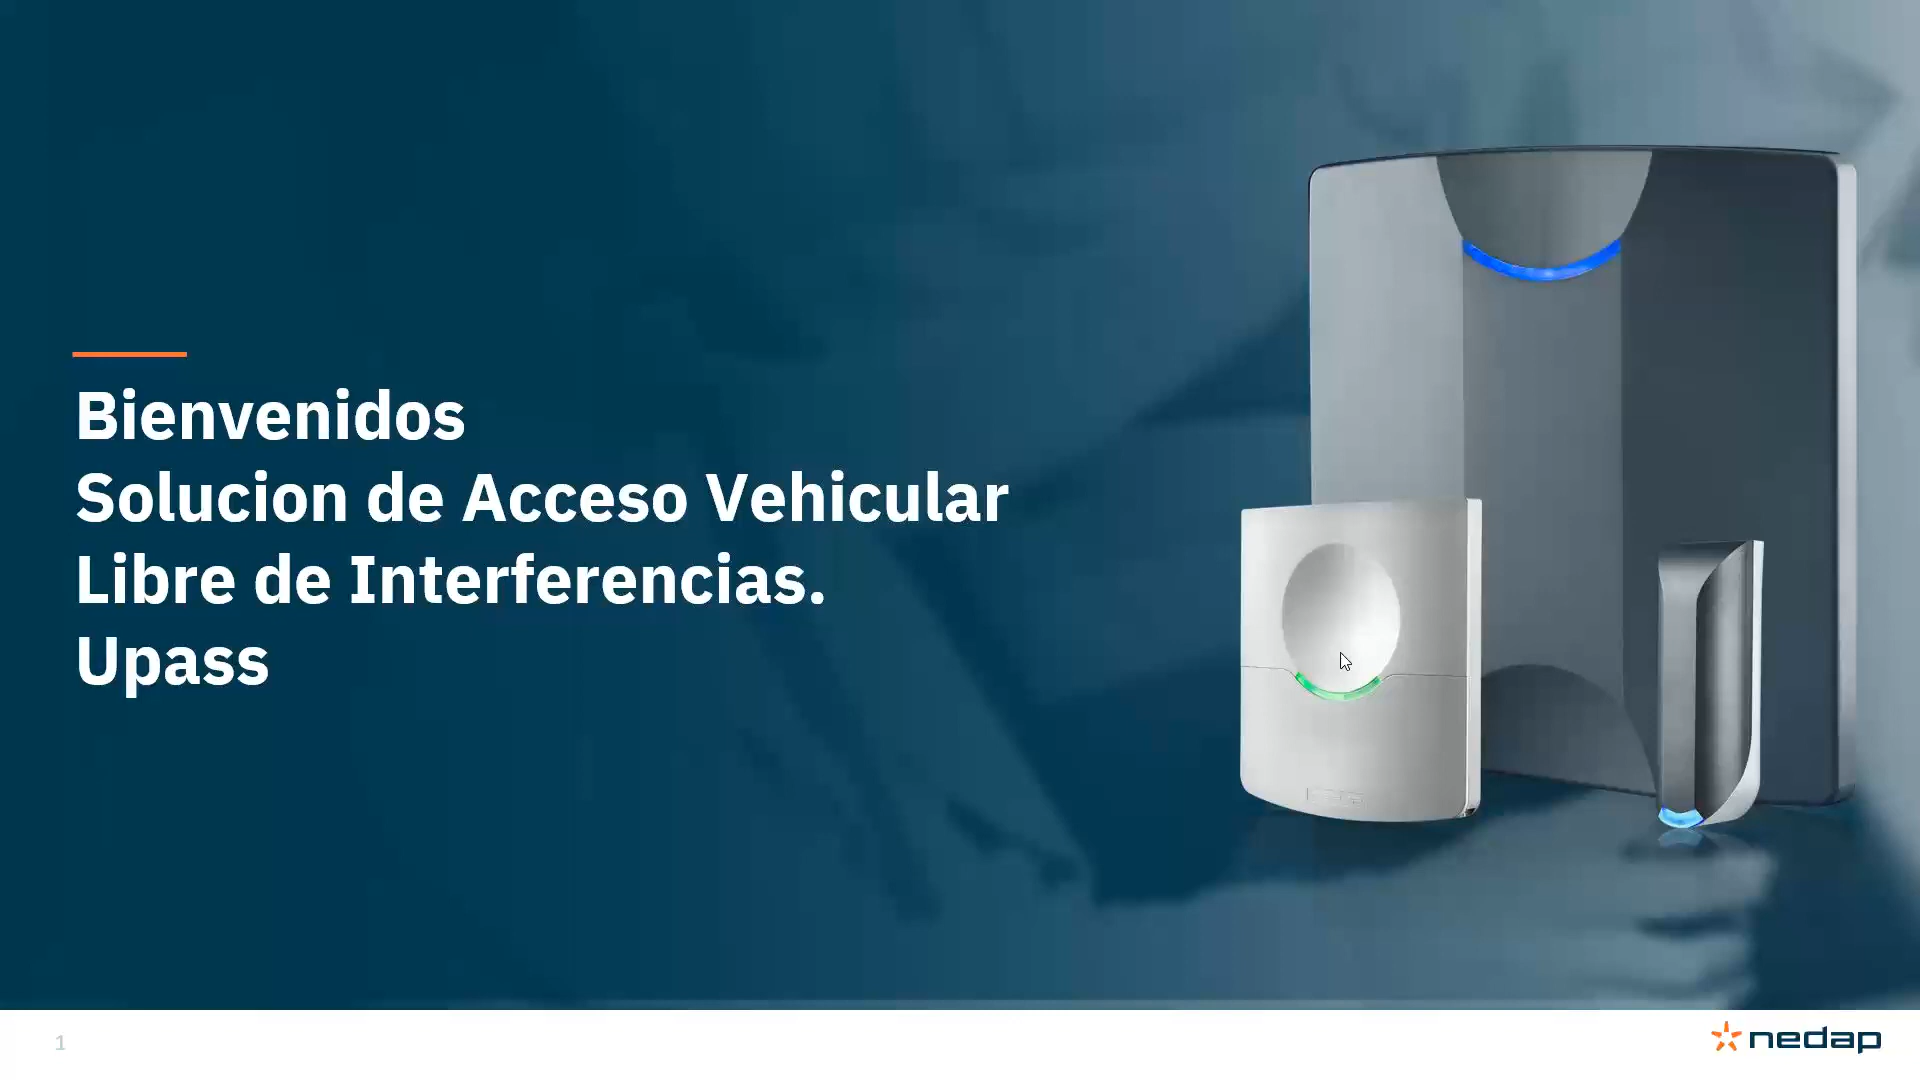 Bienvenidos
Solucion de Acceso Vehicular
Libre de Interferencias.
Upass
1
nedap